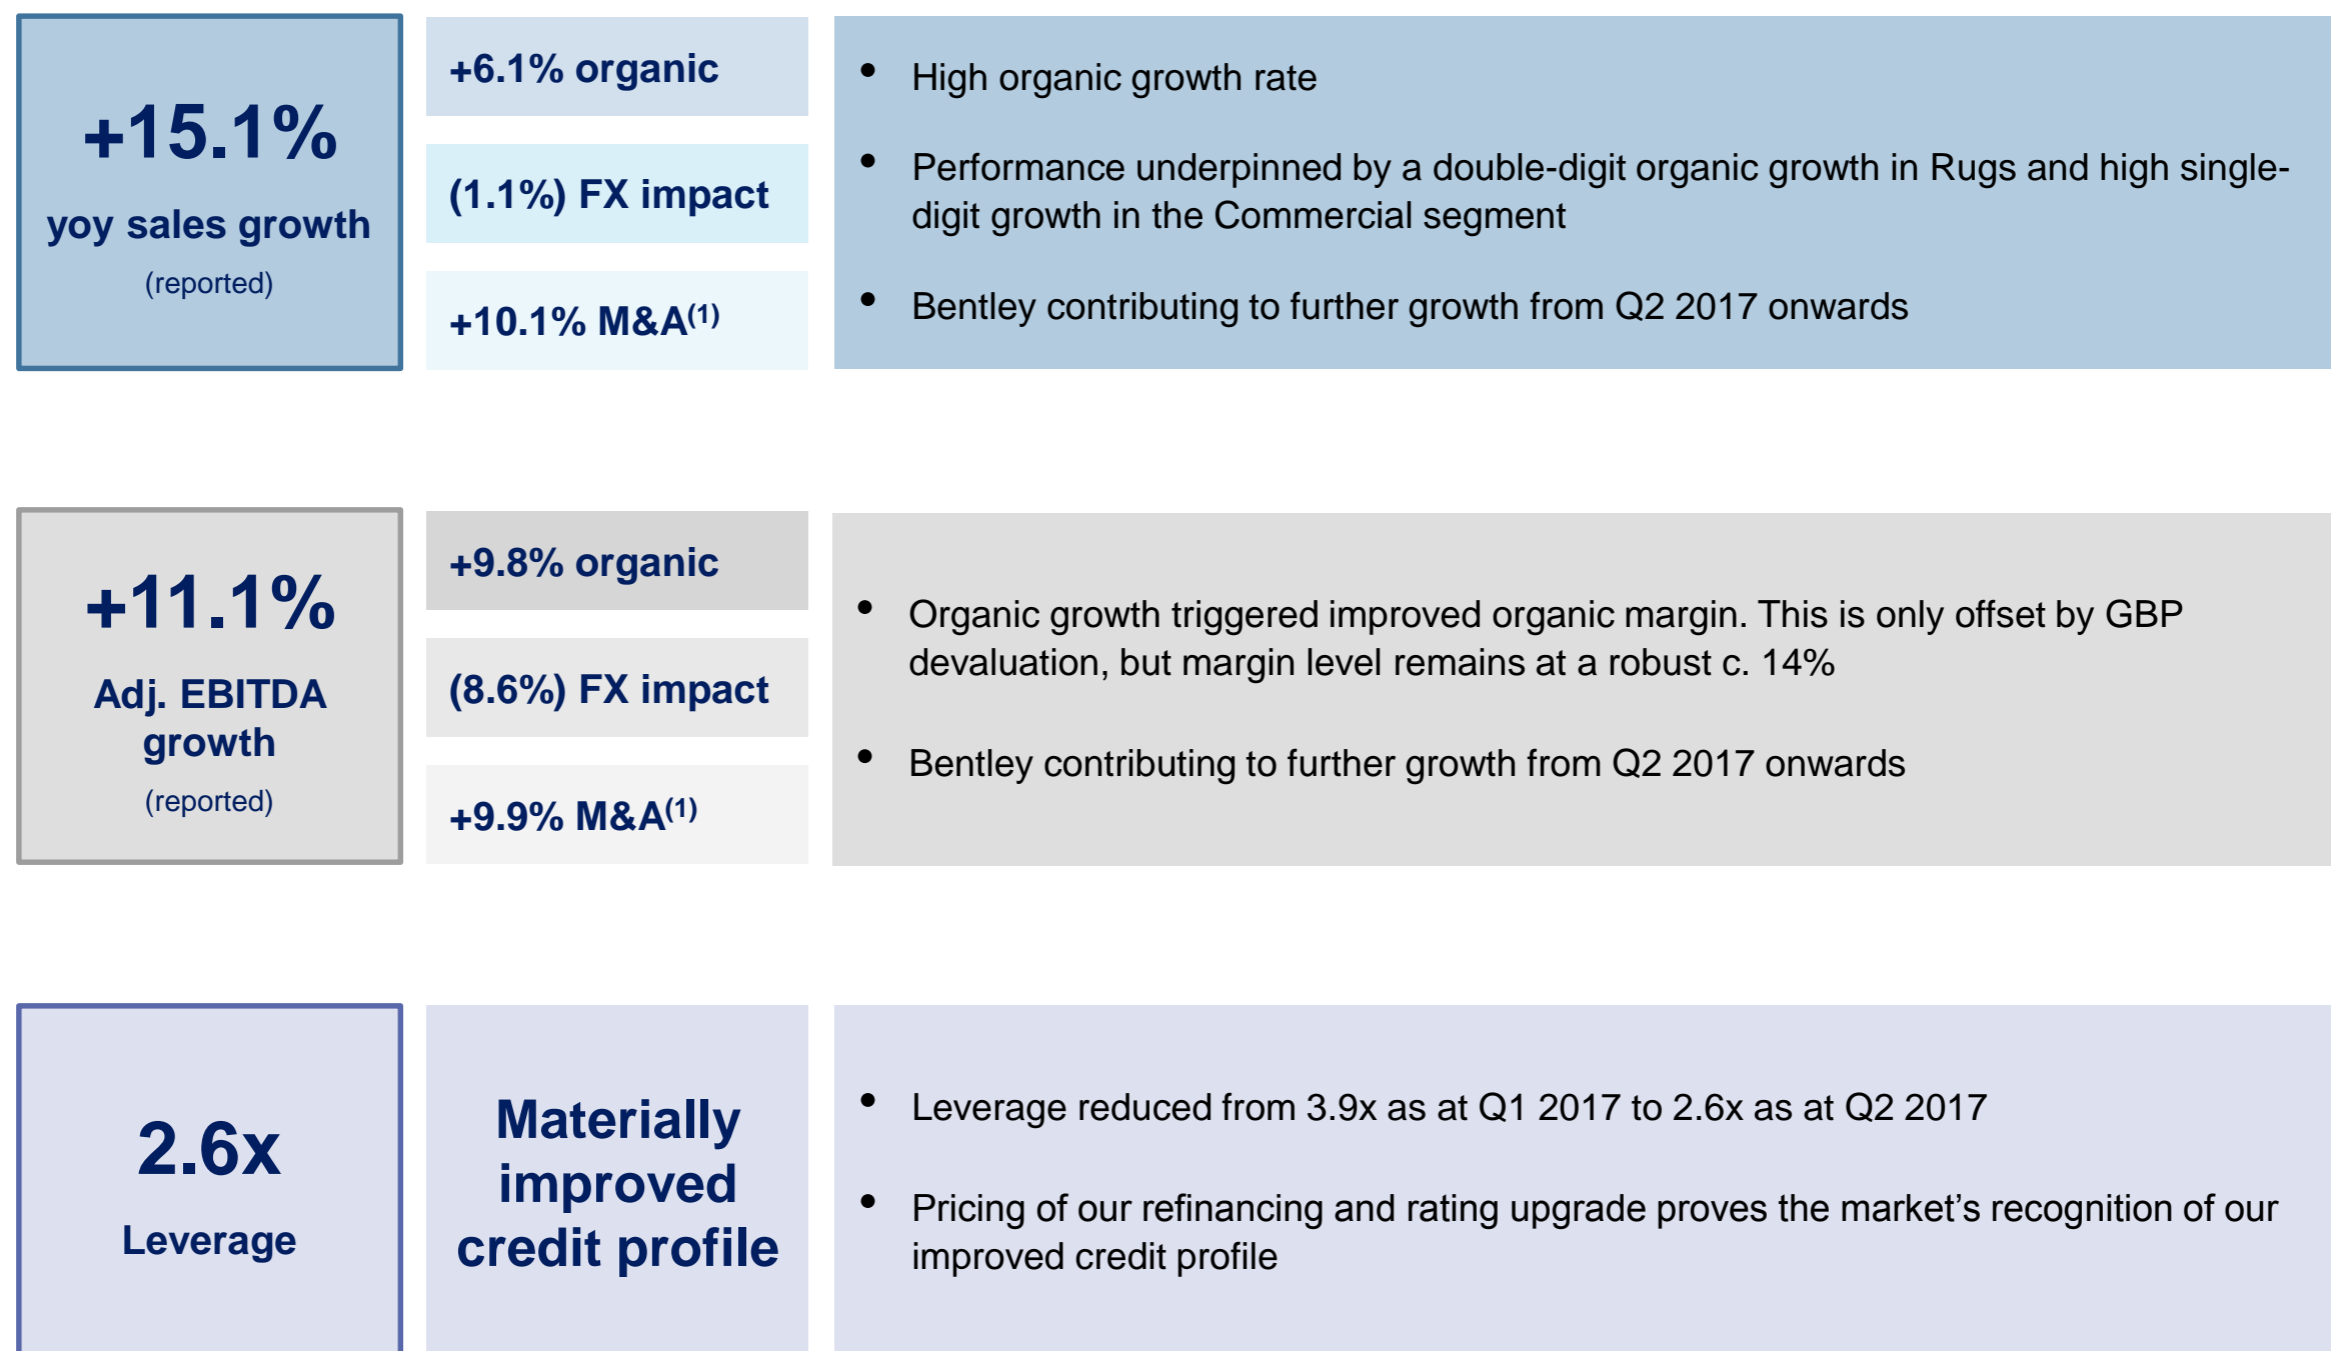 +15.1%
yoy sales growth
(reported)
+6.1% organic
(1.1%) FX impact
+10.1% M&A(1)
• High organic growth rate
• Performance underpinned by a double-digit organic growth in Rugs and high single-
digit growth in the Commercial segment
• Bentley contributing to further growth from Q2 2017 onwards
+11.1%
Adj. EBITDA
growth
(reported)
+9.8% organic
(8.6%) FX impact
+9.9% M&A(1)
• Organic growth triggered improved organic margin. This is only offset by GBP
devaluation, but margin level remains at a robust c. 14%
• Bentley contributing to further growth from Q2 2017 onwards
2.6x
Leverage
Materially
improved
credit profile
• Leverage reduced from 3.9x as at Q1 2017 to 2.6x as at Q2 2017
• Pricing of our refinancing and rating upgrade proves the market’s recognition of our
improved credit profile